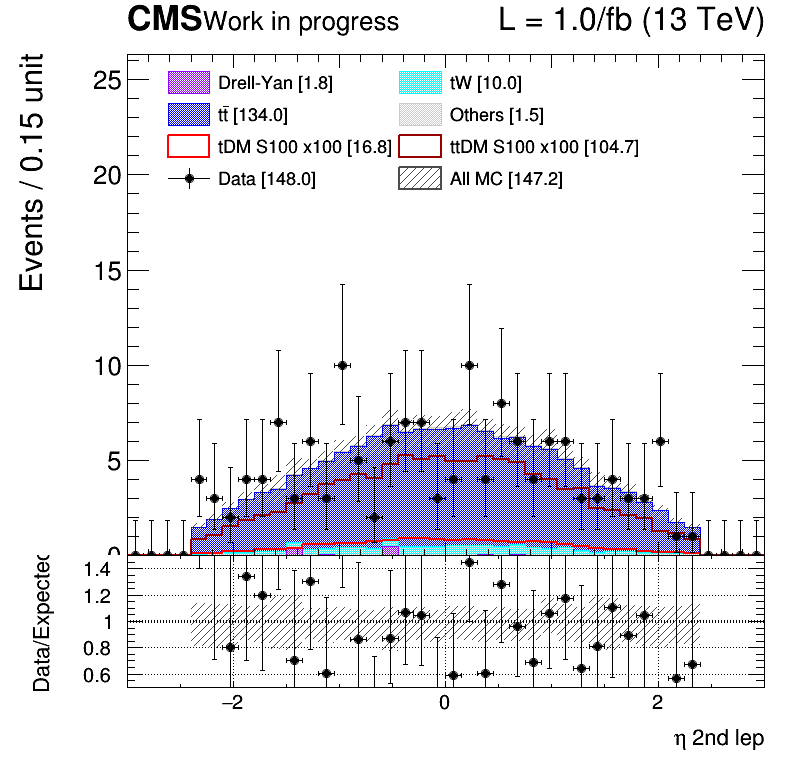 CMS Work in progress L = 1.0/fb (13 TeV)
Events / 0.15 unit
25
20
15
10
5
0
Drell-Yan [1.8]
tW [10.0]
tt̄ [134.0]
Others [1.5]
tDM S100 x100 [16.8]
ttDM S100 x100 [104.7]
Data [148.0]
All MC [147.2]
Data/Expected
1.4
1.2
1
0.8
0.6
−2 0 2
η 2nd lep